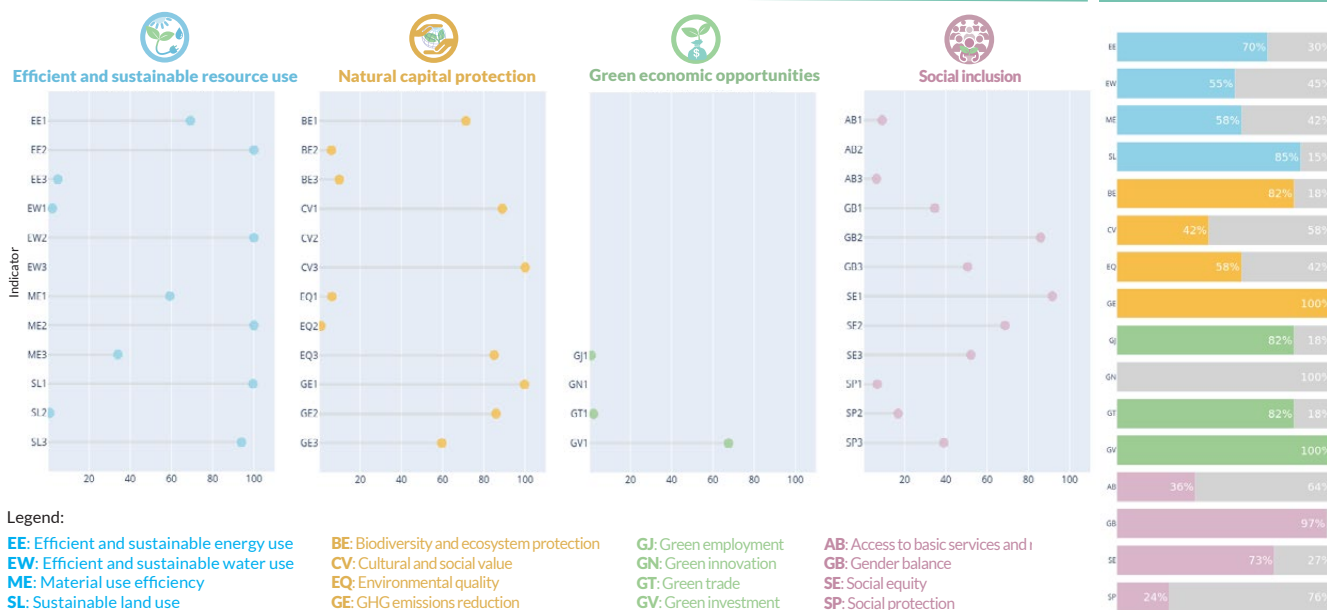 Efficient and sustainable resource use
Natural capital protection
Green economic opportunities
Social inclusion
Indicator
EE1
EE2
EE3
EW1
EW2
EW3
ME1
ME2
ME3
SL1
SL2
SL3
20 40 60 80 100
BE1
BE2
BE3
CV1
CV2
CV3
EQ1
EQ2
EQ3
GE1
GE2
GE3
20 40 60 80 100
GJ1
GN1
GT1
GV1
20 40 60 80 100
AB1
AB2
AB3
GB1
GB2
GB3
SE1
SE2
SE3
SP1
SP2
SP3
20 40 60 80 100
EE 70% 30%
EW 55% 45%
ME 58% 42%
SL 85% 15%
BE 82% 18%
CV 42% 58%
EQ 58% 42%
GE 100%
GJ 82% 18%
GN 100%
GT 82% 18%
GV 100%
AB 36% 64%
GB 97%
SE 73% 27%
SP 24% 76%
Legend:
EE: Efficient and sustainable energy use
EW: Efficient and sustainable water use
ME: Material use efficiency
SL: Sustainable land use
BE: Biodiversity and ecosystem protection
CV: Cultural and social value
EQ: Environmental quality
GE: GHG emissions reduction
GJ: Green employment
GN: Green innovation
GT: Green trade
GV: Green investment
AB: Access to basic services and
GB: Gender balance
SE: Social equity
SP: Social protection